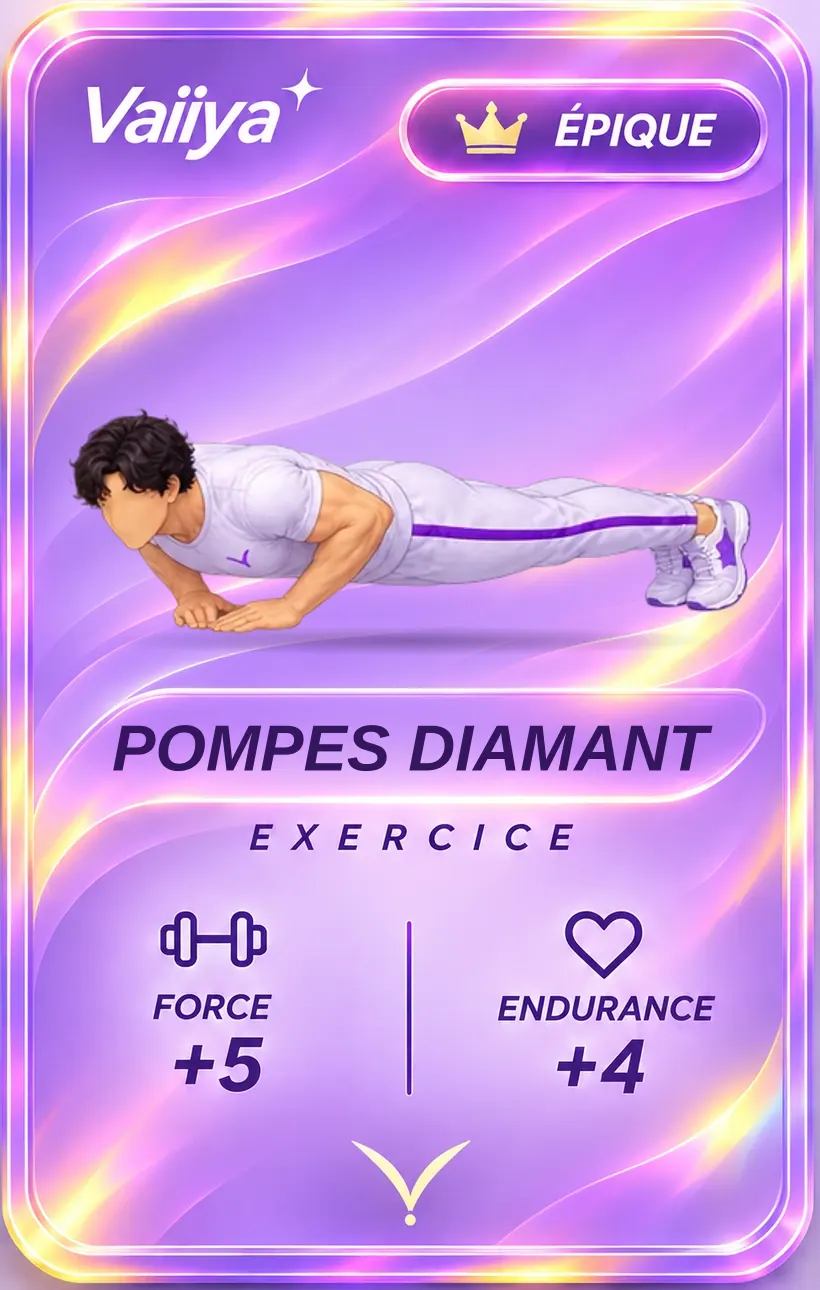 Vaiiya
ÉPIQUE
POMPES DIAMANT
EXERCICE
FORCE
+5
ENDURANCE
+4